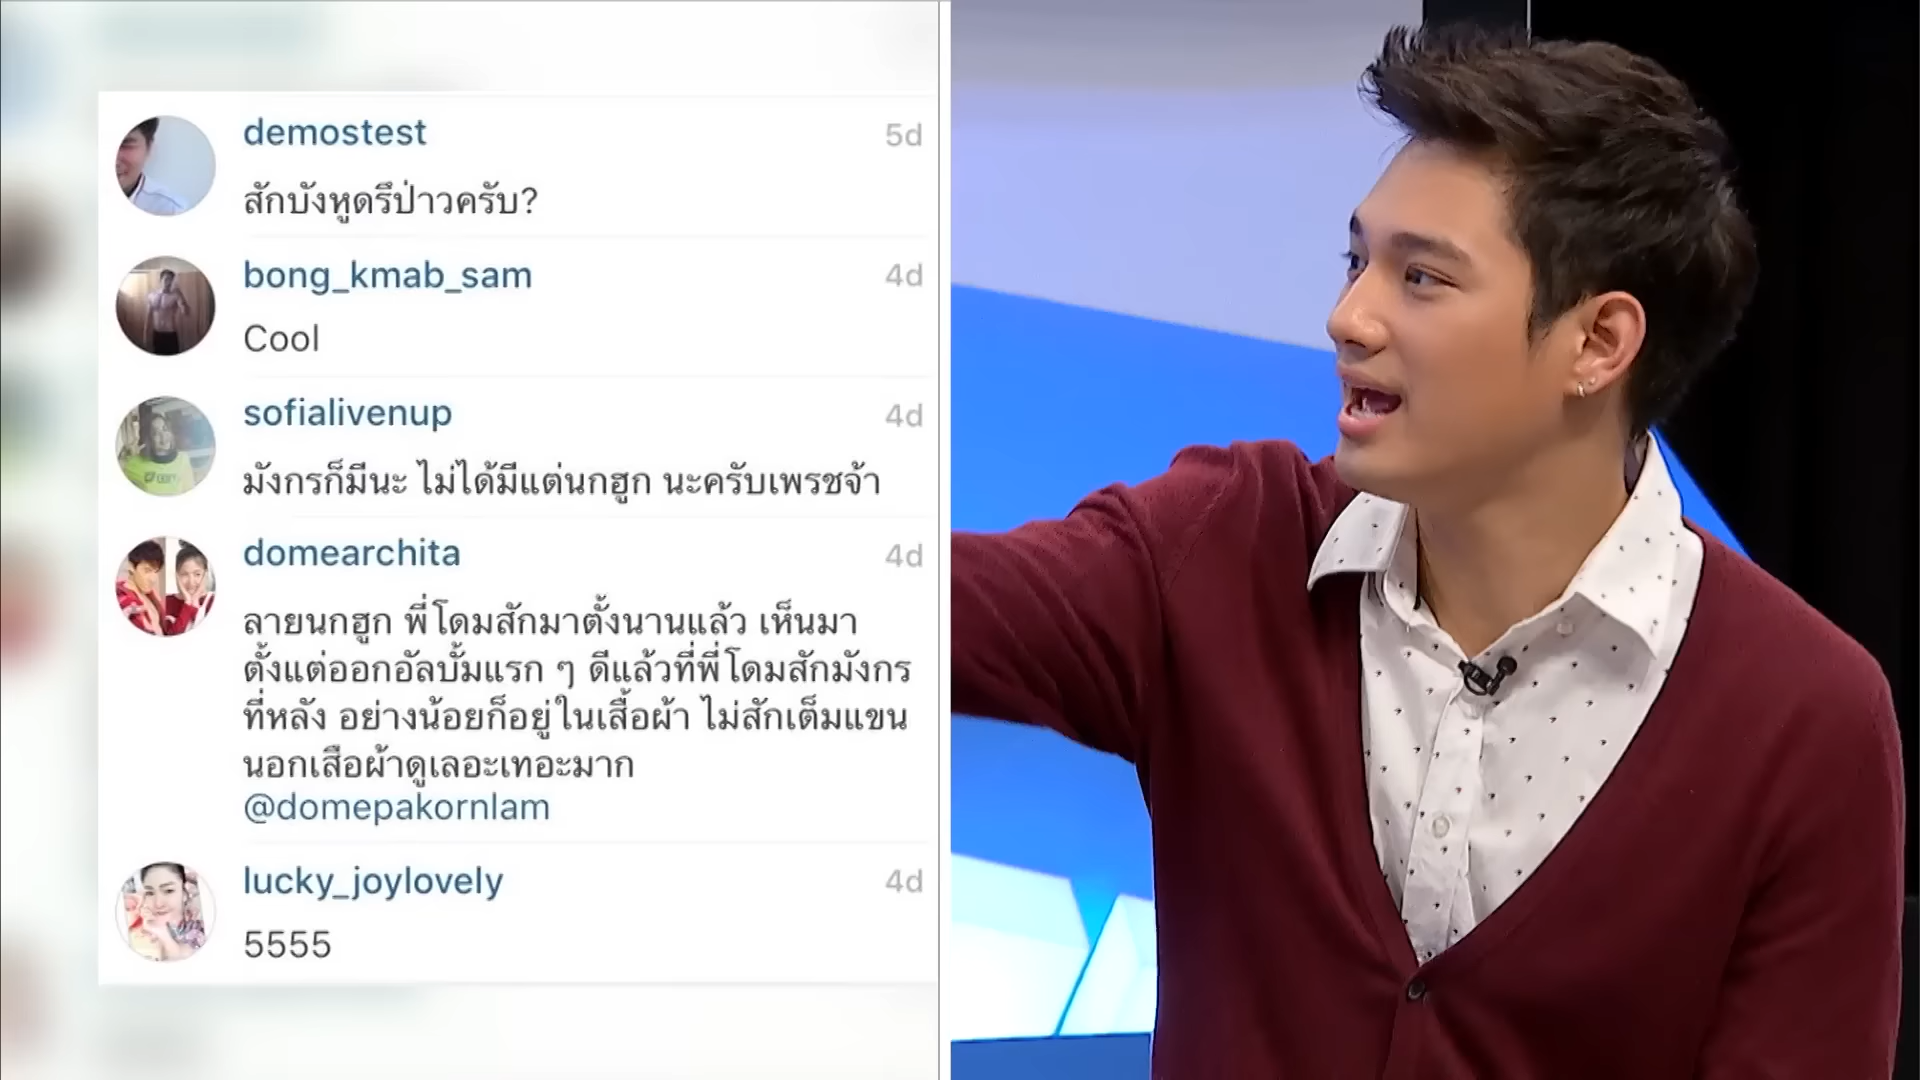 demostest 5d
สักบังหูดรึป่าวครับ?
bong_kmab_sam 4d
Cool
sofialivenup 4d
มังกรก็มีนะ ไม่ได้มีแต่นกฮูก นะครับเพรชจ้า
domearchita 4d
ลายนกฮูก พี่โดมสักมาตั้งนานแล้ว เห็นมา
ตั้งแต่ออกอัลบั้มแรก ๆ ดีแล้วที่พี่โดมสักมังกร
ที่หลัง อย่างน้อยก็อยู่ในเสื้อผ้า ไม่สักเต็มแขน
นอกเสือผ้าดูเลอะเทอะมาก
@domepakornlam
lucky_joylovely 4d
5555